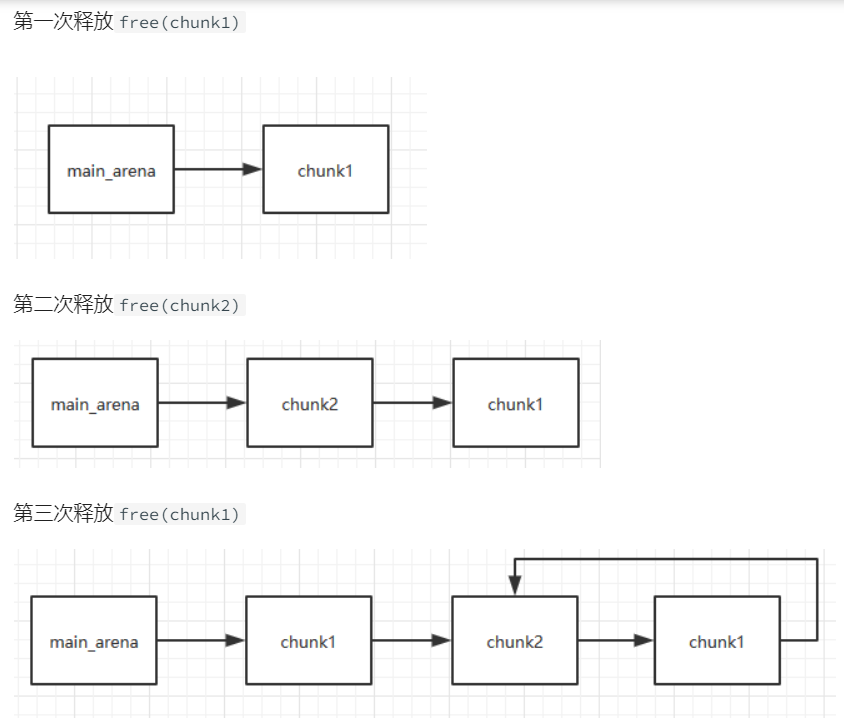 第一次释放 free(chunk1)
main_arena chunk1
第二次释放 free(chunk2)
main_arena chunk2 chunk1
第三次释放 free(chunk1)
main_arena chunk1 chunk2 chunk1